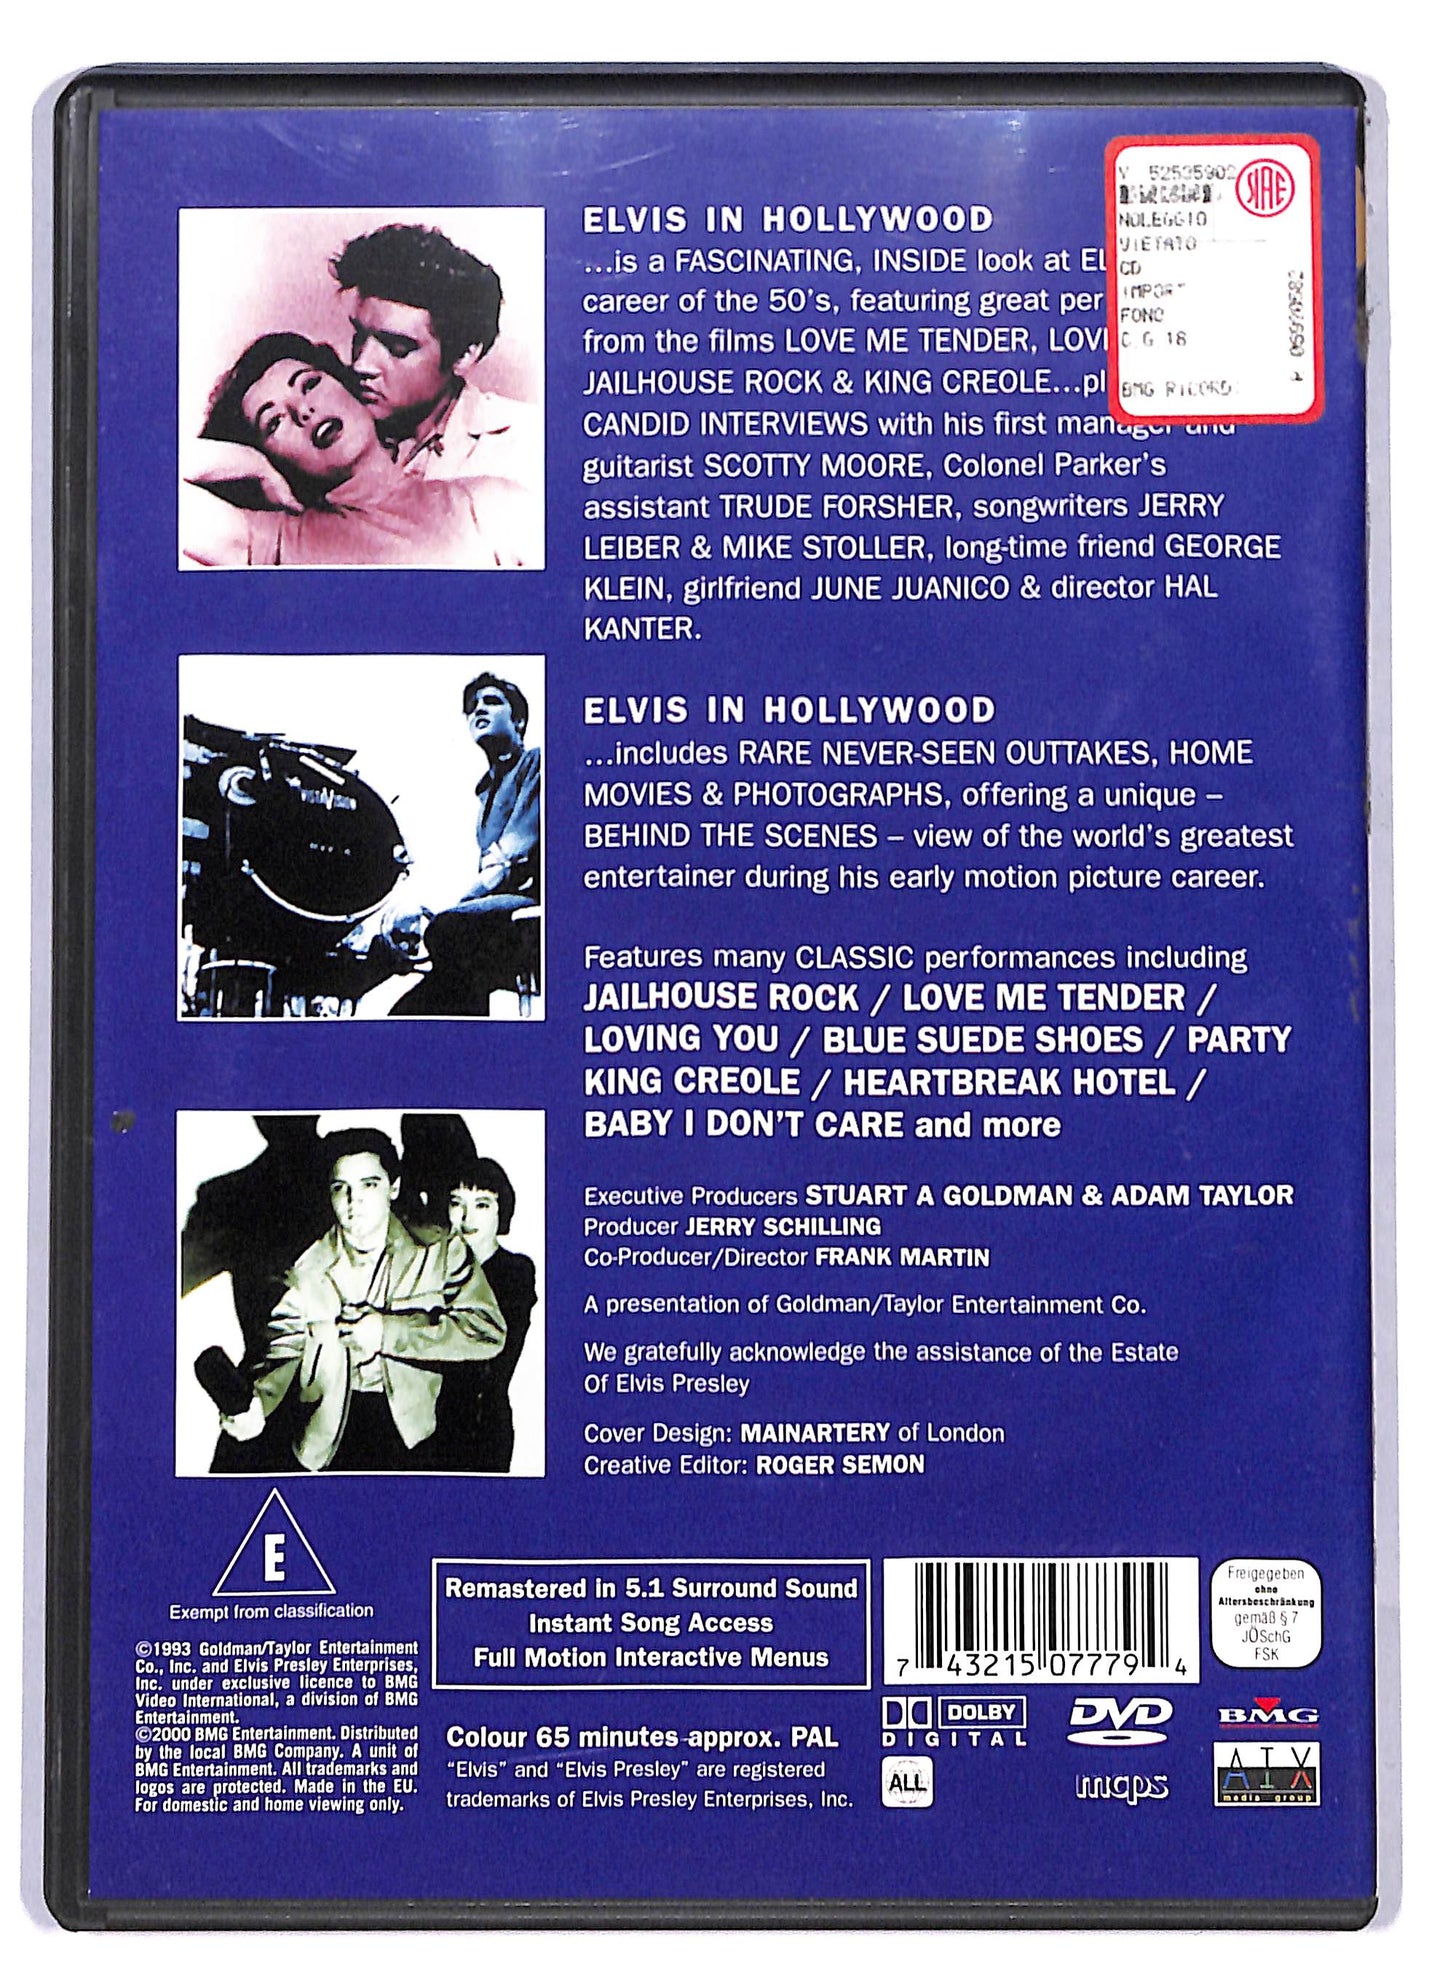 ELVIS IN HOLLYWOOD
...is a FASCINATING, INSIDE look at EL
career of the 50's, featuring great per
from the films LOVE ME TENDER, LOVI
JAILHOUSE ROCK & KING CREOLE...pl
CANDID INTERVIEWS with his first manager and
guitarist SCOTTY MOORE, Colonel Parker's
assistant TRUDE FORSHER, songwriters JERRY
LEIBER & MIKE STOLLER, long-time friend GEORGE
KLEIN, girlfriend JUNE JUANICO & director HAL
KANTER.
V 52535902
SIAE
NOLEGGIO
VIETATO
CD
IMPORT
FONO
C.G 18
BMG RICORDI
ELVIS IN HOLLYWOOD
...includes RARE NEVER-SEEN OUTTAKES, HOME
MOVIES & PHOTOGRAPHS, offering a unique –
BEHIND THE SCENES – view of the world's greatest
entertainer during his early motion picture career.
VISTAVISION
Features many CLASSIC performances including
JAILHOUSE ROCK / LOVE ME TENDER /
LOVING YOU / BLUE SUEDE SHOES / PARTY
KING CREOLE / HEARTBREAK HOTEL /
BABY I DON'T CARE and more
Executive Producers STUART A GOLDMAN & ADAM TAYLOR
Producer JERRY SCHILLING
Co-Producer/Director FRANK MARTIN
A presentation of Goldman/Taylor Entertainment Co.
We gratefully acknowledge the assistance of the Estate
Of Elvis Presley
Cover Design: MAINARTERY of London
Creative Editor: ROGER SEMON
E
Exempt from classification
©1993 Goldman/Taylor Entertainment
Co., Inc. and Elvis Presley Enterprises,
Inc. under exclusive licence to BMG
Video International, a division of BMG
Entertainment.
©2000 BMG Entertainment. Distributed
by the local BMG Company. A unit of
BMG Entertainment. All trademarks and
logos are protected. Made in the EU.
For domestic and home viewing only.
Remastered in 5.1 Surround Sound
Instant Song Access
Full Motion Interactive Menus
Colour 65 minutes approx. PAL
"Elvis" and "Elvis Presley" are registered
trademarks of Elvis Presley Enterprises, Inc.
7 43215 07779 4
Freigegeben
ohne
Altersbeschränkung
gemäß § 7
JÖSchG
FSK
DOLBY
DIGITAL
DVD
BMG
ALL
mcps
AIX
media group